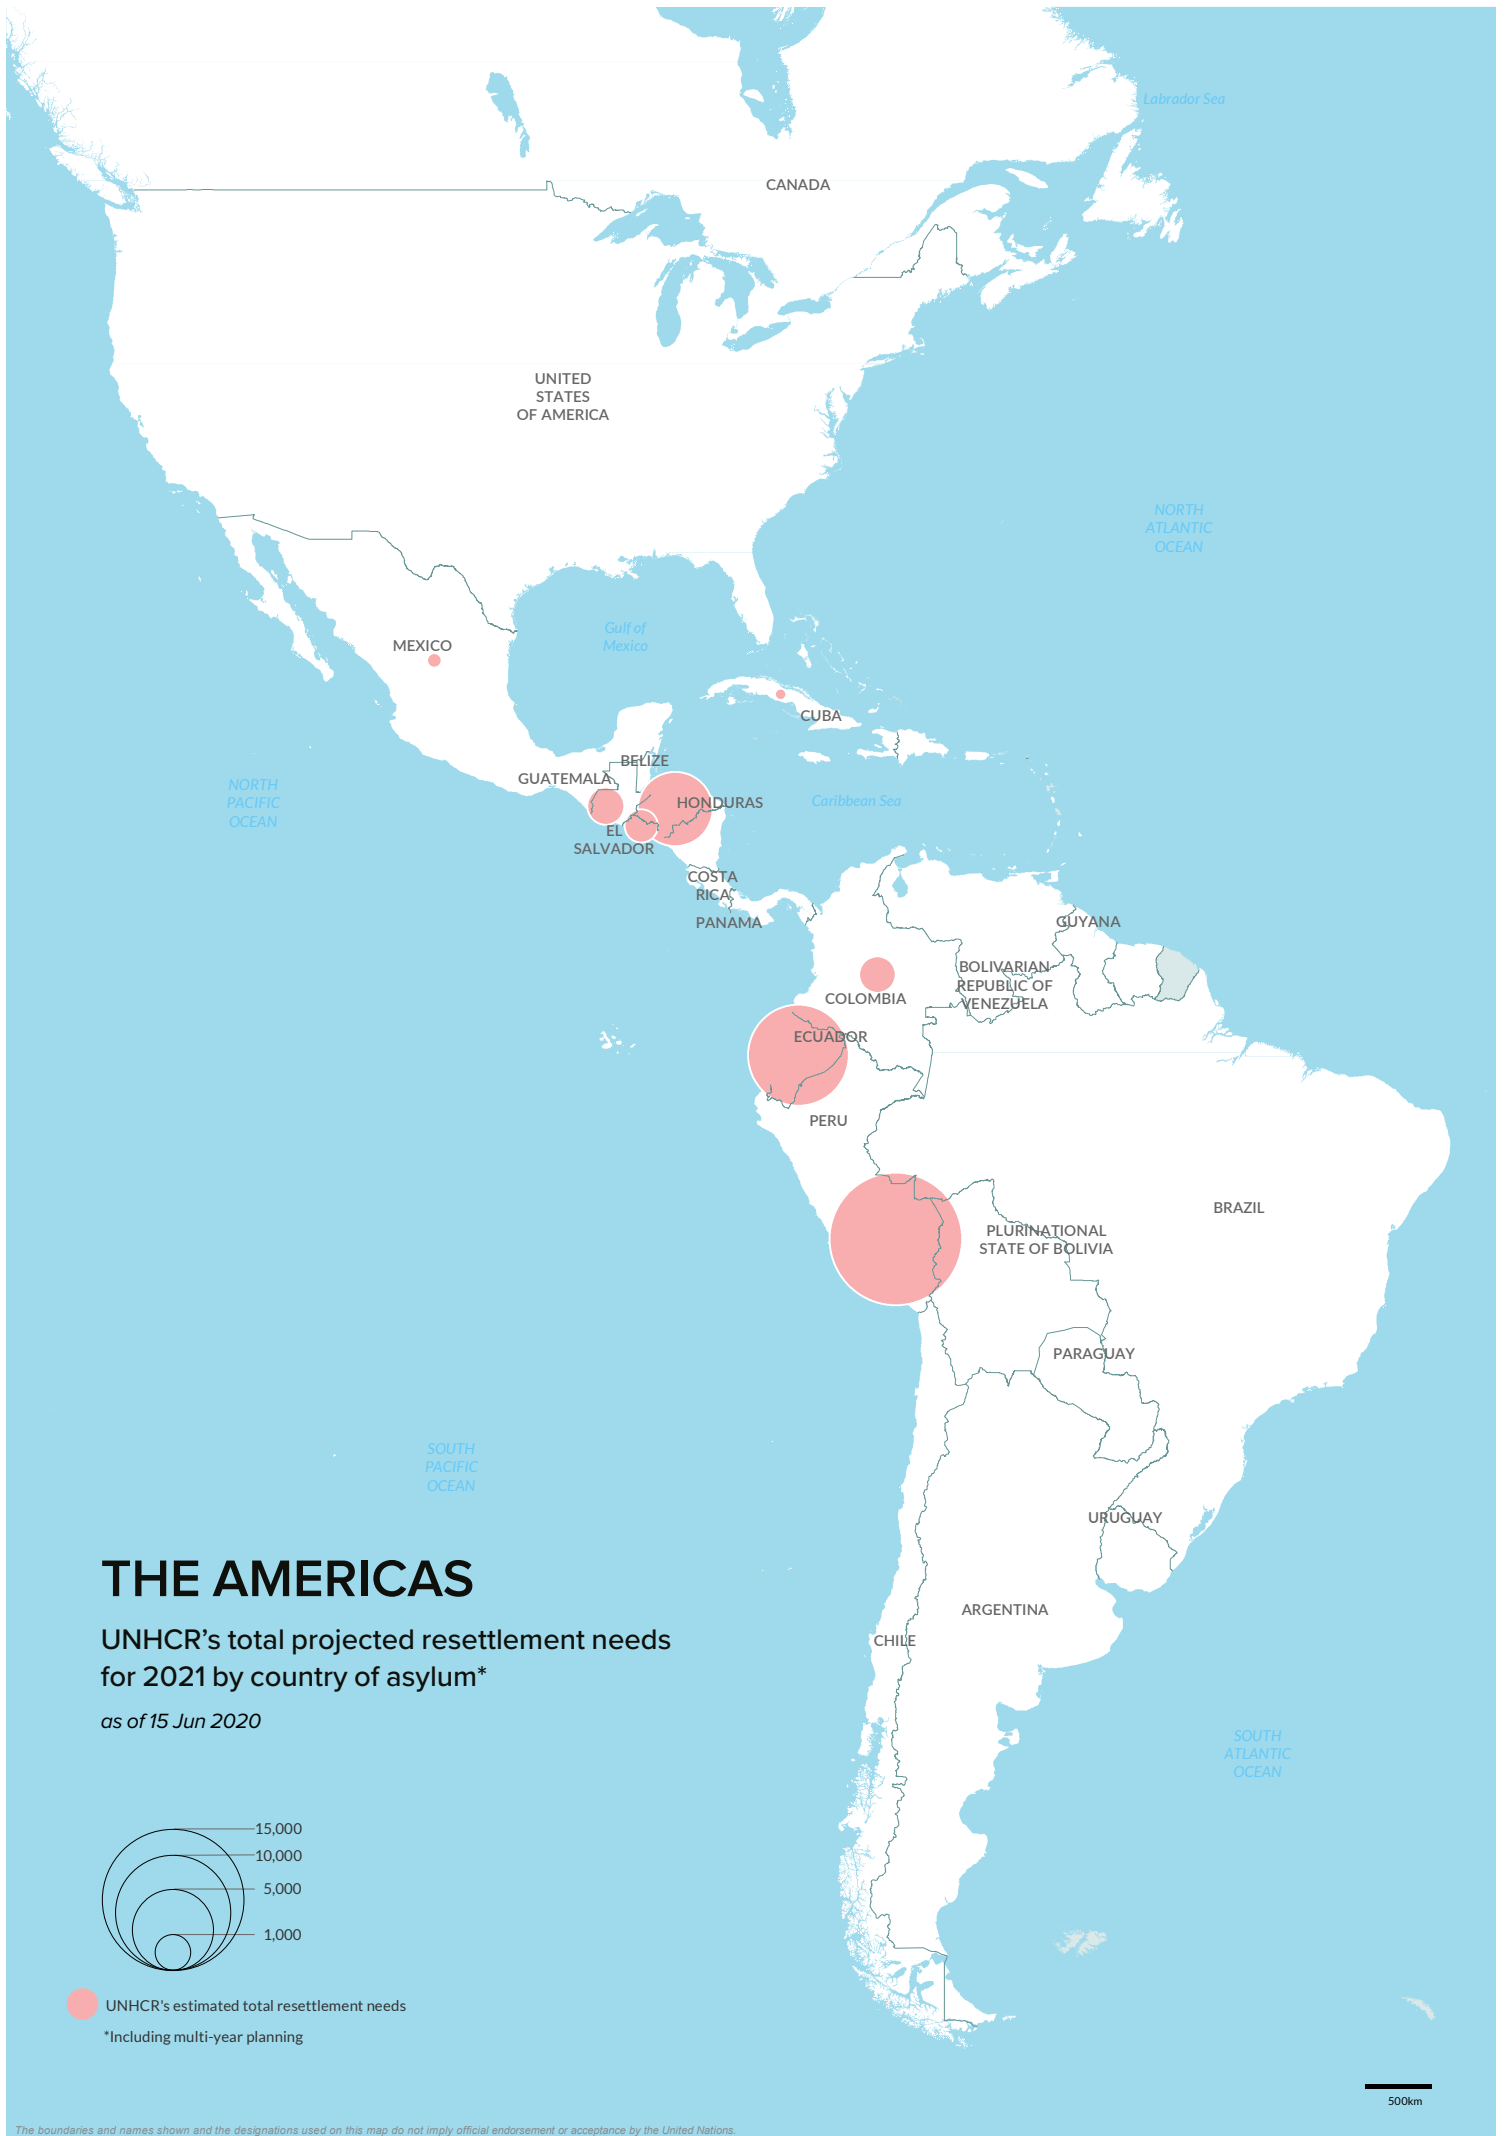 Labrador Sea
CANADA
UNITED
STATES
OF AMERICA
NORTH
ATLANTIC
OCEAN
Gulf of
Mexico
MEXICO
CUBA
BELIZE
GUATEMALA
NORTH
PACIFIC
OCEAN
HONDURAS
Caribbean Sea
EL
SALVADOR
COSTA
RICA
PANAMA
GUYANA
BOLIVARIAN
REPUBLIC OF
VENEZUELA
COLOMBIA
ECUADOR
PERU
BRAZIL
PLURINATIONAL
STATE OF BOLIVIA
PARAGUAY
SOUTH
PACIFIC
OCEAN
URUGUAY
ARGENTINA
CHILE
SOUTH
ATLANTIC
OCEAN
THE AMERICAS
UNHCR’s total projected resettlement needs
for 2021 by country of asylum*
as of 15 Jun 2020
15,000
10,000
5,000
1,000
UNHCR's estimated total resettlement needs
*Including multi-year planning
500km
The boundaries and names shown and the designations used on this map do not imply official endorsement or acceptance by the United Nations.